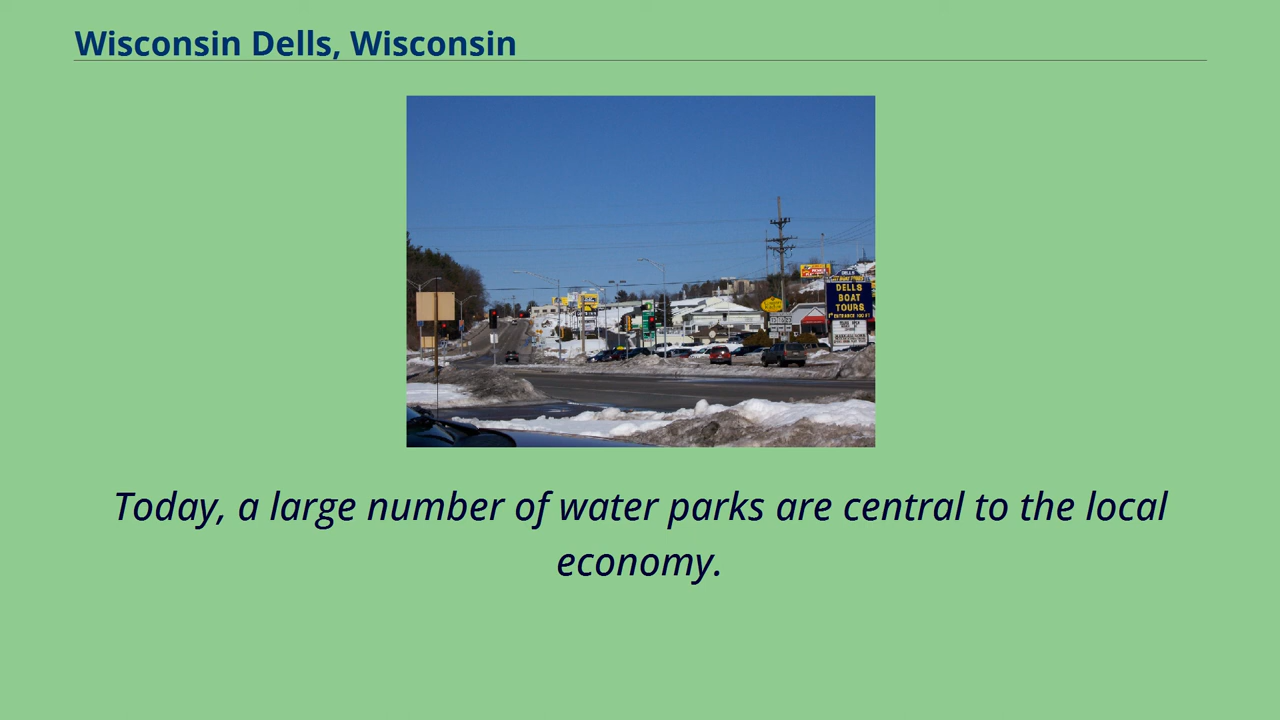 Wisconsin Dells, Wisconsin
DELLS
BOAT
TOURS
Today, a large number of water parks are central to the local
economy.